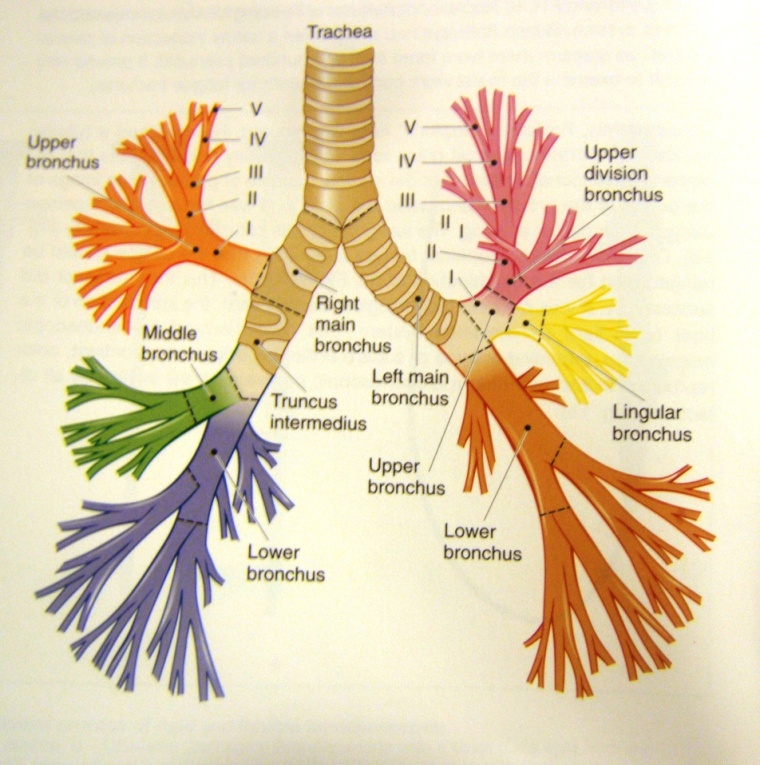 Trachea
V
IV
III
II
I
Upper
bronchus
V
IV
III
II I
II
I
Upper
division
bronchus
Right
main
bronchus
Middle
bronchus
Left main
bronchus
Truncus
intermedius
Lingular
bronchus
Upper
bronchus
Lower
bronchus
Lower
bronchus